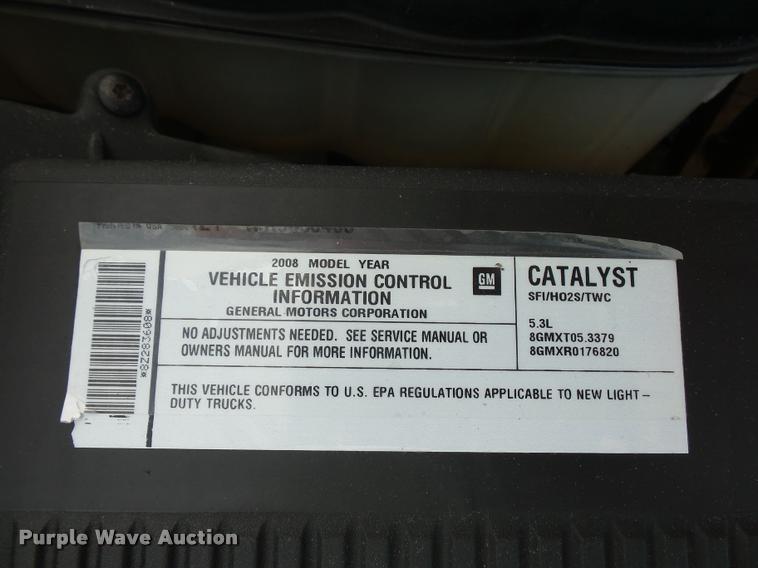 2008 MODEL YEAR
VEHICLE EMISSION CONTROL
INFORMATION
GENERAL MOTORS CORPORATION
GM
NO ADJUSTMENTS NEEDED. SEE SERVICE MANUAL OR
OWNERS MANUAL FOR MORE INFORMATION.
THIS VEHICLE CONFORMS TO U.S. EPA REGULATIONS APPLICABLE TO NEW LIGHT-
DUTY TRUCKS.
CATALYST
SFI/HO2S/TWC
5.3L
8GMXT05.3379
8GMXR0176820
*8Z283608*
Purple Wave Auction